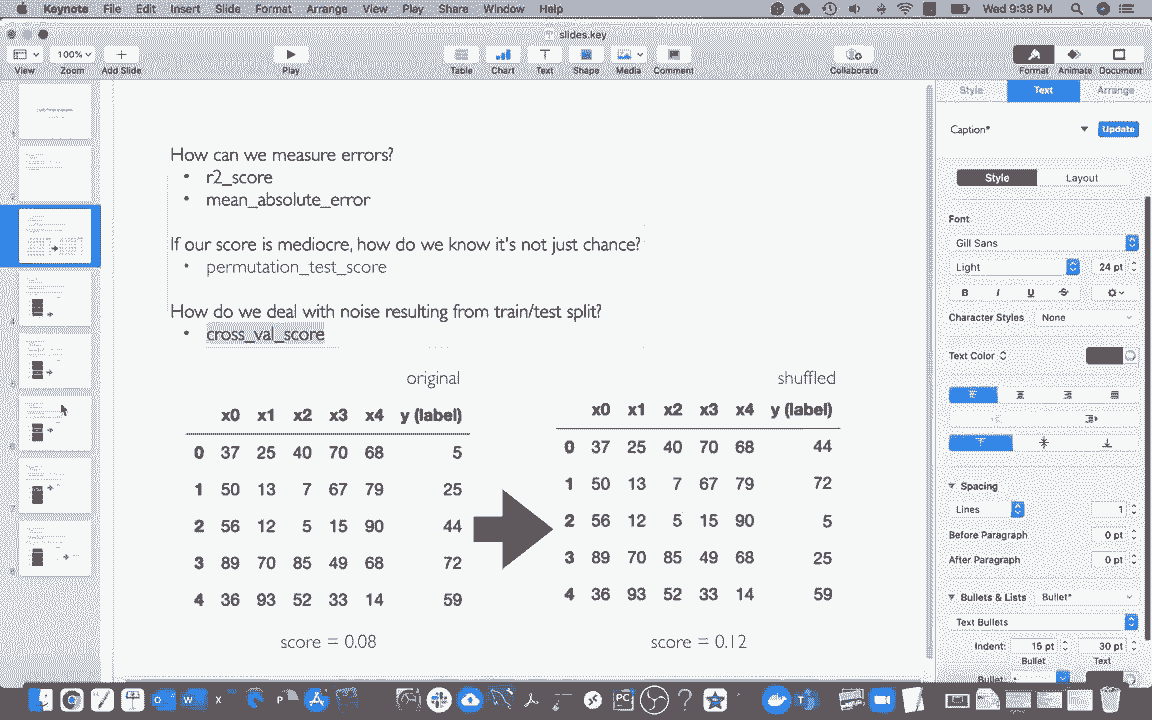 Keynote File Edit Insert Slide Format Arrange View Play Share Window Help Wed 9:38 PM
slides.key
100%
View Zoom Add Slide Play Table Chart Text Shape Media Comment Collaborate Format Animate Document
Style Text Arrange
Caption* Update
Style Layout
Font
Gill Sans
Light 24 pt
B I U S
Character Styles None
Text Color
Spacing
Lines 1
Before Paragraph 0 pt
After Paragraph 0 pt
Bullets & Lists Bullet*
Text Bullets
Indent: 15 pt 30 pt
Bullet Text
Bullet:
How can we measure errors?
• r2_score
• mean_absolute_error
If our score is mediocre, how do we know it's not just chance?
• permutation_test_score
How do we deal with noise resulting from train/test split?
• cross_val_score
original
x0 x1 x2 x3 x4 y (label)
0 37 25 40 70 68 5
1 50 13 7 67 79 25
2 56 12 5 15 90 44
3 89 70 85 49 68 72
4 36 93 52 33 14 59
score = 0.08
shuffled
x0 x1 x2 x3 x4 y (label)
0 37 25 40 70 68 44
1 50 13 7 67 79 72
2 56 12 5 15 90 5
3 89 70 85 49 68 25
4 36 93 52 33 14 59
score = 0.12